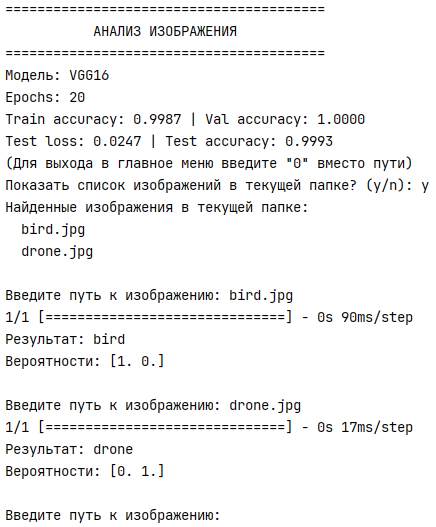 ========================================
АНАЛИЗ ИЗОБРАЖЕНИЯ
========================================
Модель: VGG16
Epochs: 20
Train accuracy: 0.9987 | Val accuracy: 1.0000
Test loss: 0.0247 | Test accuracy: 0.9993
(Для выхода в главное меню введите "0" вместо пути)
Показать список изображений в текущей папке? (y/n): y
Найденные изображения в текущей папке:
  bird.jpg
  drone.jpg

Введите путь к изображению: bird.jpg
1/1 [==============================] - 0s 90ms/step
Результат: bird
Вероятности: [1. 0.]

Введите путь к изображению: drone.jpg
1/1 [==============================] - 0s 17ms/step
Результат: drone
Вероятности: [0. 1.]

Введите путь к изображению: